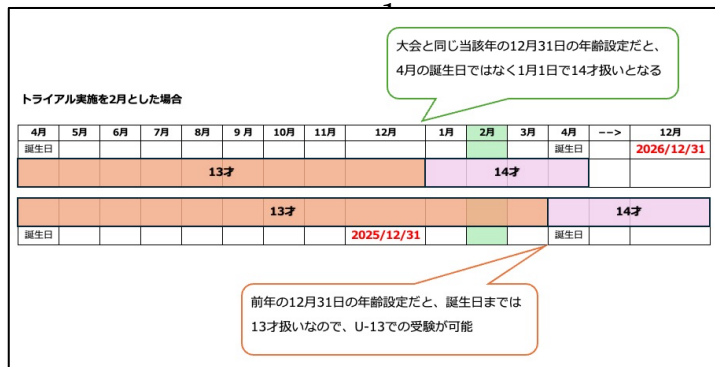 大会と同じ当該年の12月31日の年齢設定だと、
4月の誕生日ではなく1月1日で14才扱いとなる
トライアル実施を2月とした場合
4月 5月 6月 7月 8月 9 月 10月 11月 12月 1月 2月 3月 4月 --> 12月
誕生日 誕生日 2026/12/31
13才 14才
13才 14才
誕生日 2025/12/31 誕生日
前年の12月31日の年齢設定だと、誕生日までは
13才扱いなので、U-13での受験が可能